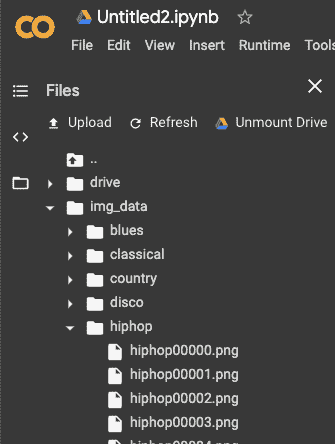 Untitled2.ipynb
File Edit View Insert Runtime Tools
Files
Upload Refresh Unmount Drive
..
drive
img_data
blues
classical
country
disco
hiphop
hiphop00000.png
hiphop00001.png
hiphop00002.png
hiphop00003.png